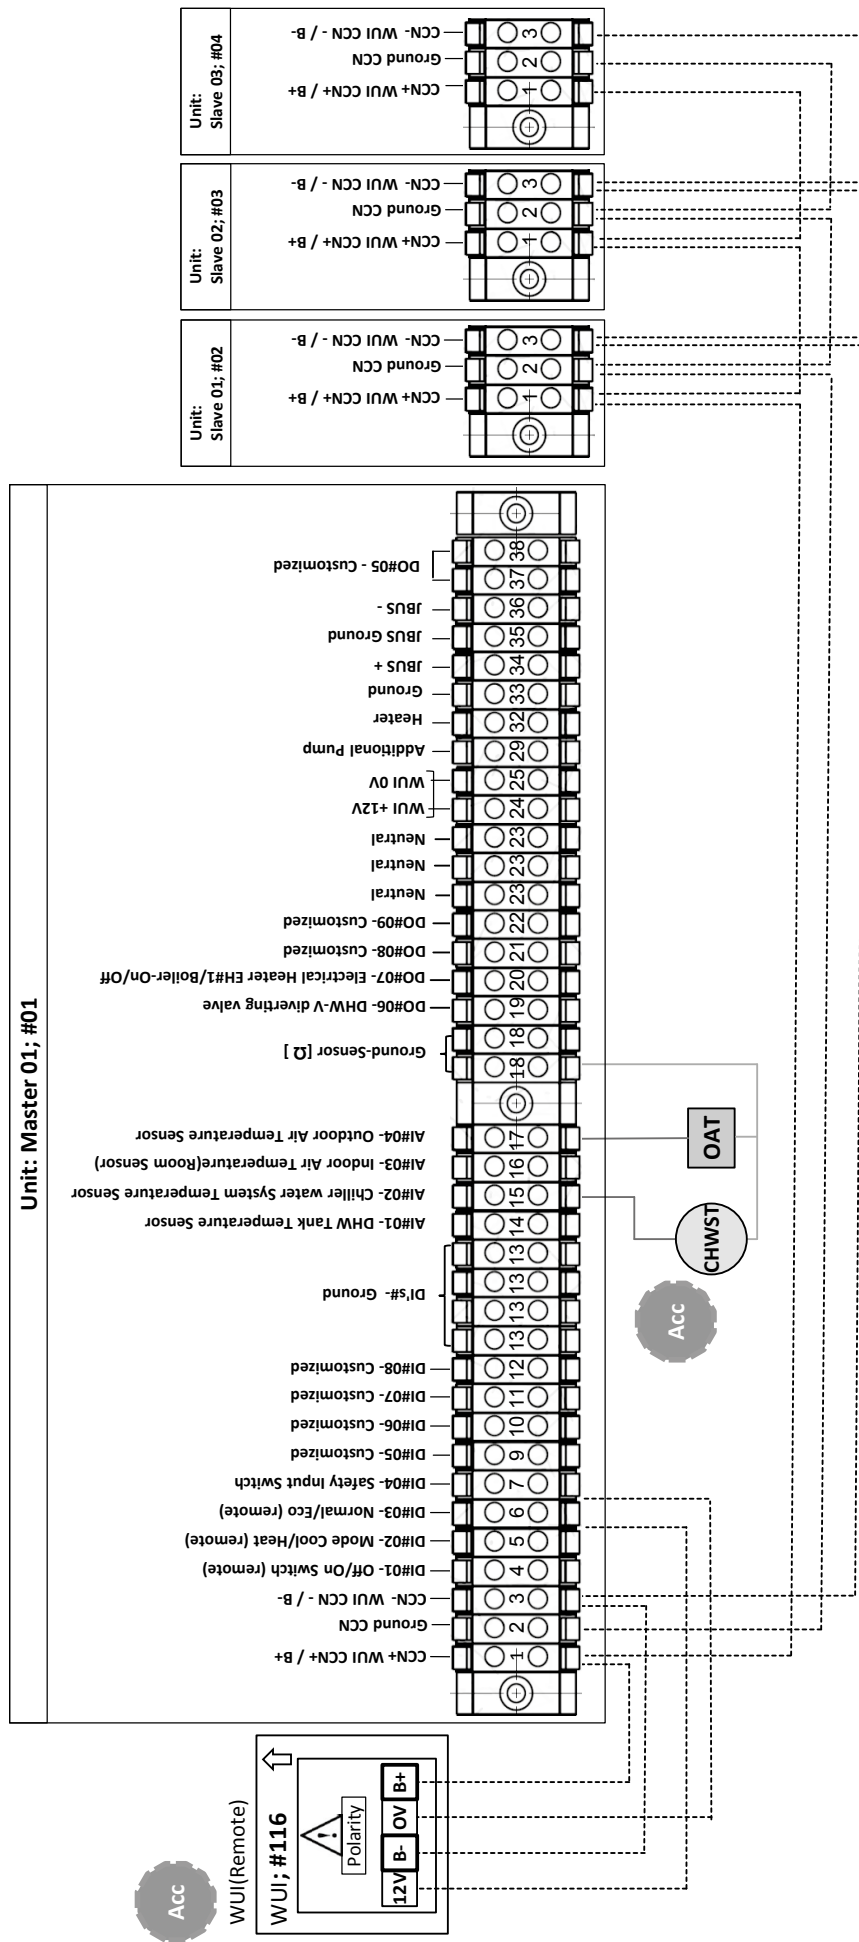 Unit:
Slave 03; #04
CCN- WUI CCN - / B-
Ground CCN
CCN+ WUI CCN+ / B+
3
2
1
Unit:
Slave 02; #03
CCN- WUI CCN - / B-
Ground CCN
CCN+ WUI CCN+ / B+
3
2
1
Unit:
Slave 01; #02
CCN- WUI CCN - / B-
Ground CCN
CCN+ WUI CCN+ / B+
3
2
1
Unit: Master 01; #01
DO#05 - Customized
38
37
JBUS -
36
JBUS Ground
35
JBUS +
34
Ground
33
Heater
32
Additional Pump
29
WUI 0V
25
WUI +12V
24
Neutral
23
Neutral
23
Neutral
23
DO#09- Customized
22
DO#08- Customized
21
DO#07- Electrical Heater EH#1/Boiler-On/Off
20
DO#06- DHW-V diverting valve
19
Ground-Sensor [Ω ]
18
18
AI#04- Outdoor Air Temperature Sensor
17
AI#03- Indoor Air Temperature(Room Sensor)
16
AI#02- Chiller water System Temperature Sensor
15
AI#01- DHW Tank Temperature Sensor
14
DI's#- Ground
13
13
13
13
DI#08- Customized
12
DI#07- Customized
11
DI#06- Customized
10
DI#05- Customized
9
DI#04- Safety Input Switch
7
DI#03- Normal/Eco (remote)
6
DI#02- Mode Cool/Heat (remote)
5
DI#01- Off/On Switch (remote)
4
CCN- WUI CCN - / B-
3
Ground CCN
2
CCN+ WUI CCN+ / B+
1
OAT
CHWST
Acc
Acc
WUI(Remote)
WUI; #116
!
Polarity
12V
B-
OV
B+